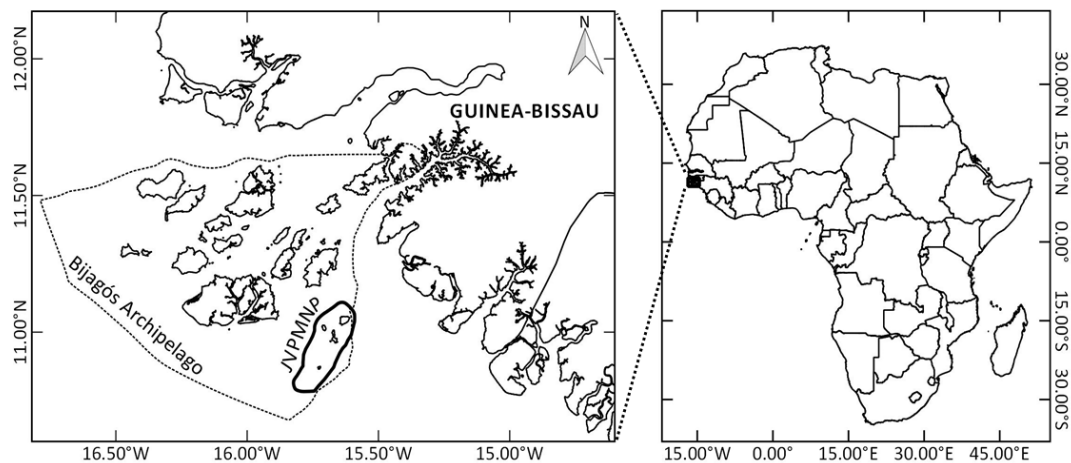 N
GUINEA-BISSAU
Bijagós Archipelago
JVPMNP
12.00°N
11.50°N
11.00°N
16.50°W
16.00°W
15.50°W
15.00°W
30.00°N
15.00°N
0.00°
15.00°S
30.00°S
15.00°W
0.00°
15.00°E
30.00°E
45.00°E